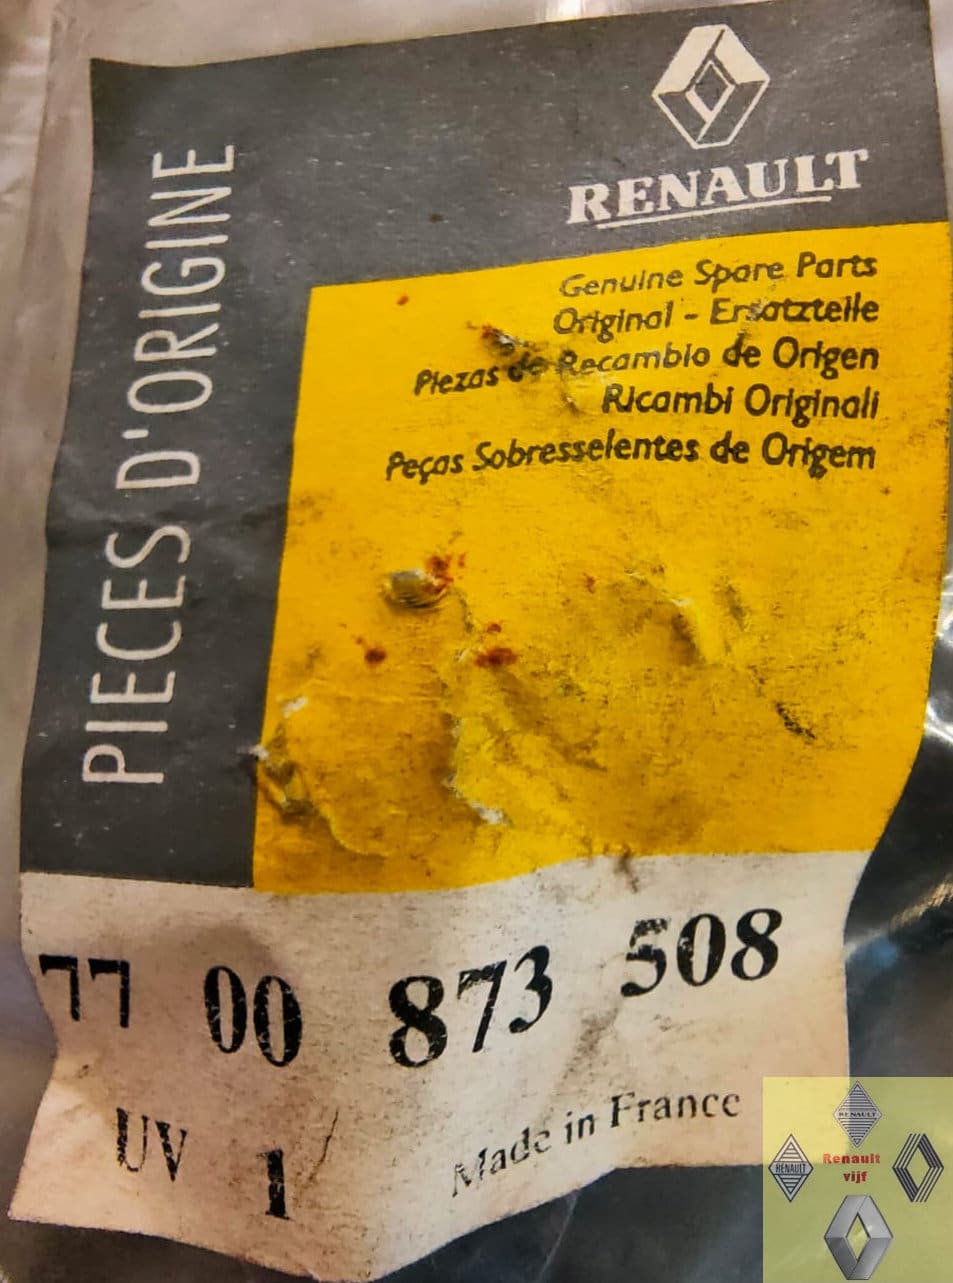 RENAULT
PIECES D'ORIGINE
Genuine Spare Parts
Original - Ersatzteile
Piezas de Recambio de Origen
Ricambi Originali
Peças Sobresselentes de Origem
77 00 873 508
UV 1
Made in France
RENAULT
RENAULT
Renault
vijf